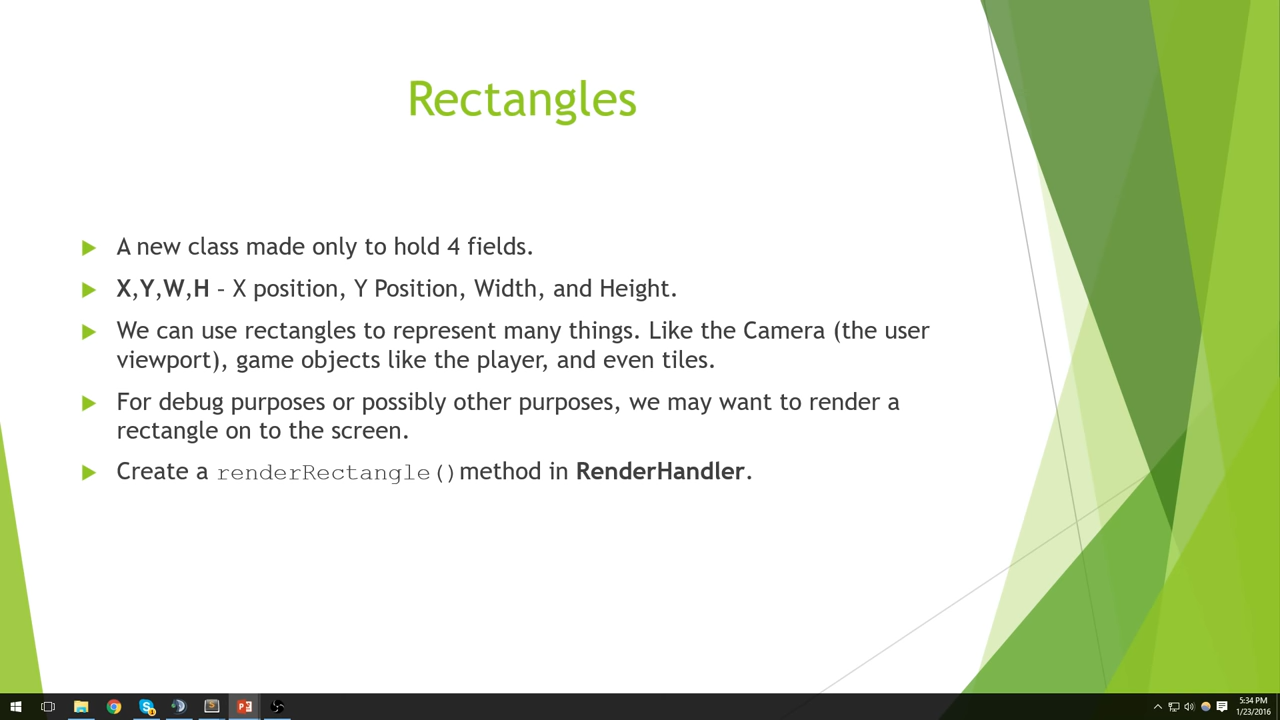 Rectangles
A new class made only to hold 4 fields.
X,Y,W,H – X position, Y Position, Width, and Height.
We can use rectangles to represent many things. Like the Camera (the user
viewport), game objects like the player, and even tiles.
For debug purposes or possibly other purposes, we may want to render a
rectangle on to the screen.
Create a renderRectangle()method in RenderHandler.
5:34 PM
1/23/2016